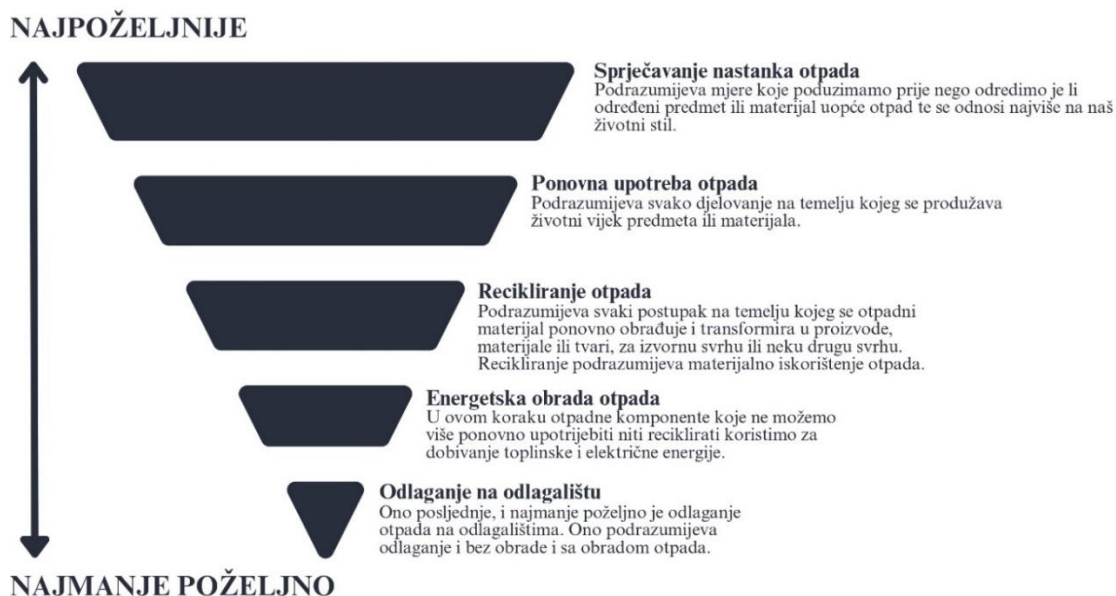 NAJPOŽELJNIJE
Sprječavanje nastanka otpada
Podrazumijeva mjere koje poduzimamo prije nego odredimo je li
određeni predmet ili materijal uopće otpad te se odnosi najviše na naš
životni stil.
Ponovna upotreba otpada
Podrazumijeva svako djelovanje na temelju kojeg se produžava
životni vijek predmeta ili materijala.
Recikliranje otpada
Podrazumijeva svaki postupak na temelju kojeg se otpadni
materijal ponovno obrađuje i transformira u proizvode,
materijale ili tvari, za izvornu svrhu ili neku drugu svrhu.
Recikliranje podrazumijeva materijalno iskorištenje otpada.
Energetska obrada otpada
U ovom koraku otpadne komponente koje ne možemo
više ponovno upotrijebiti niti reciklirati koristimo za
dobivanje toplinske i električne energije.
Odlaganje na odlagalištu
Ono posljednje, i najmanje poželjno je odlaganje
otpada na odlagalištima. Ono podrazumijeva
odlaganje i bez obrade i sa obradom otpada.
NAJMANJE POŽELJNO